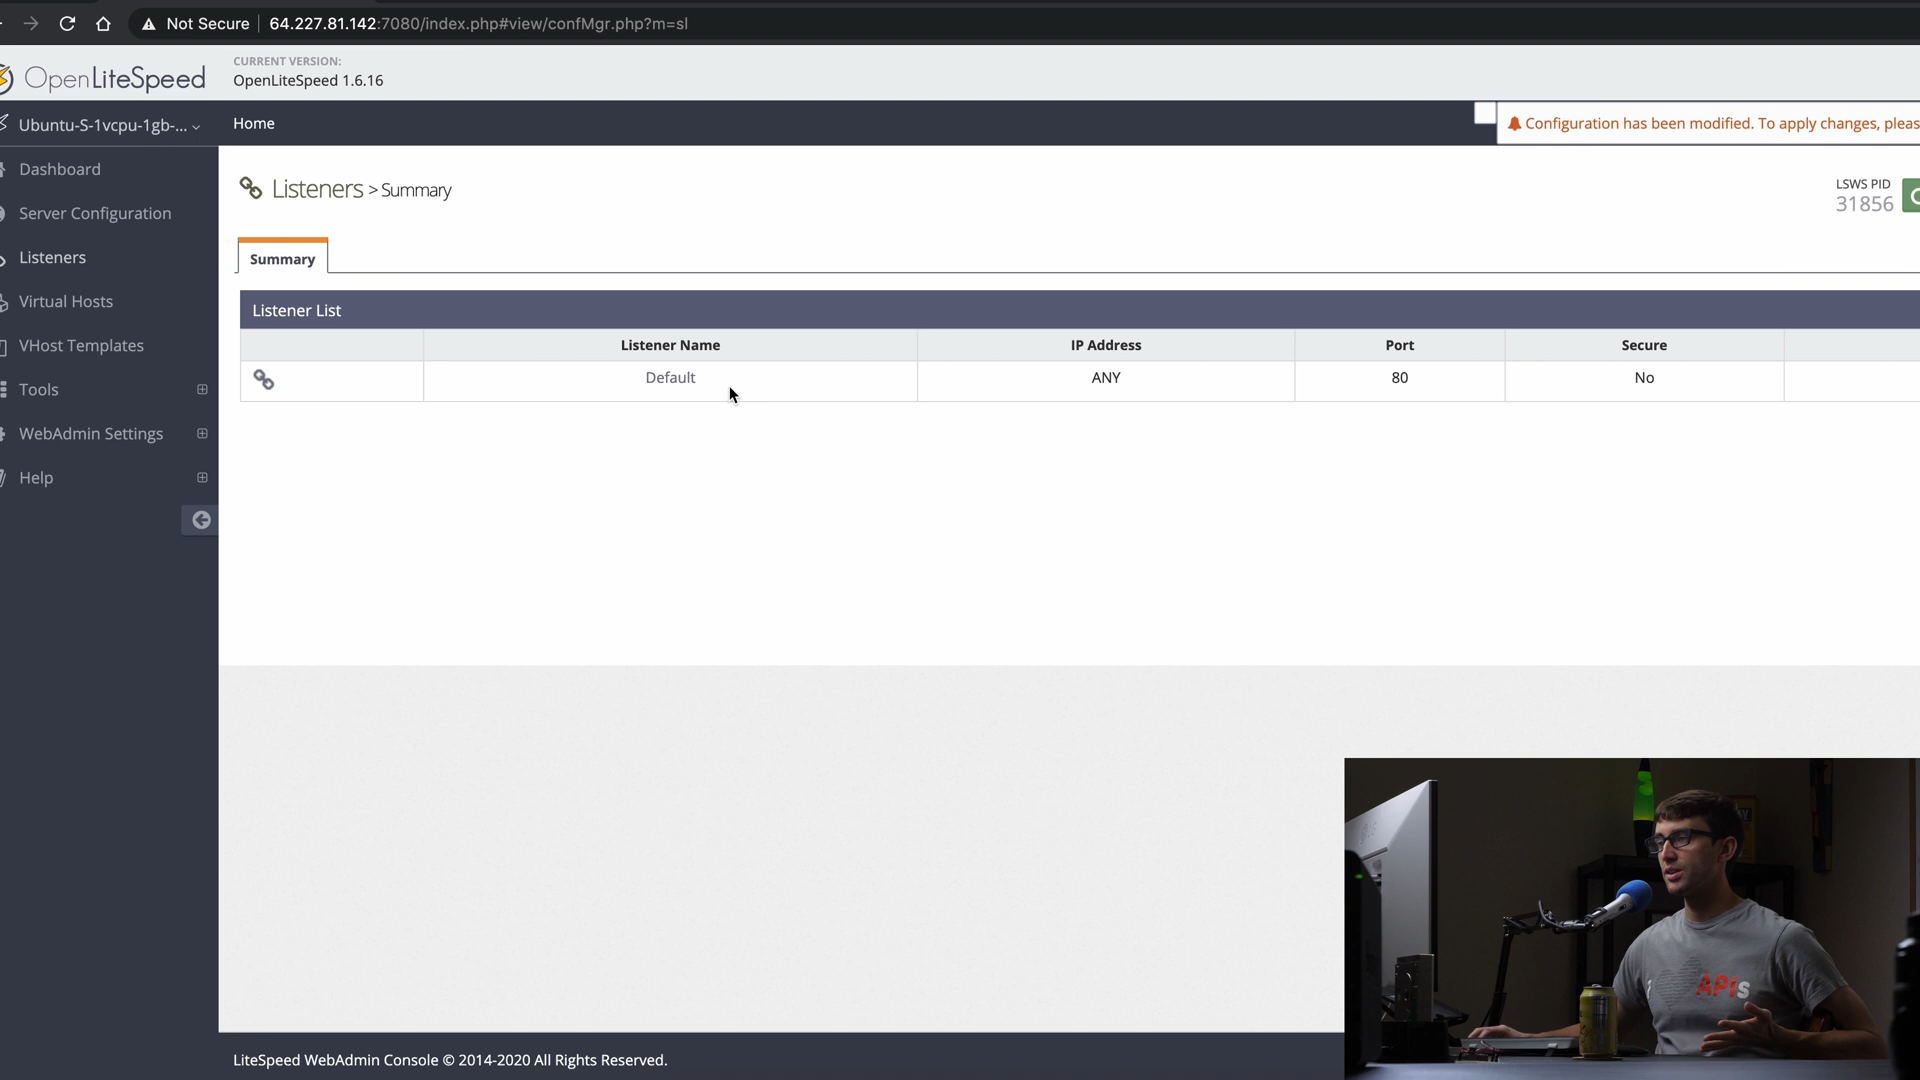 Not Secure
64.227.81.142:7080/index.php#view/confMgr.php?m=sl
OpenLiteSpeed
CURRENT VERSION:
OpenLiteSpeed 1.6.16
Ubuntu-S-1vcpu-1gb-...
Home
Configuration has been modified. To apply changes, pleas
Dashboard
Server Configuration
Listeners
Virtual Hosts
VHost Templates
Tools
WebAdmin Settings
Help
Listeners > Summary
LSWS PID
31856
Summary
Listener List
Listener Name IP Address Port Secure
Default ANY 80 No
APIs
LiteSpeed WebAdmin Console © 2014-2020 All Rights Reserved.